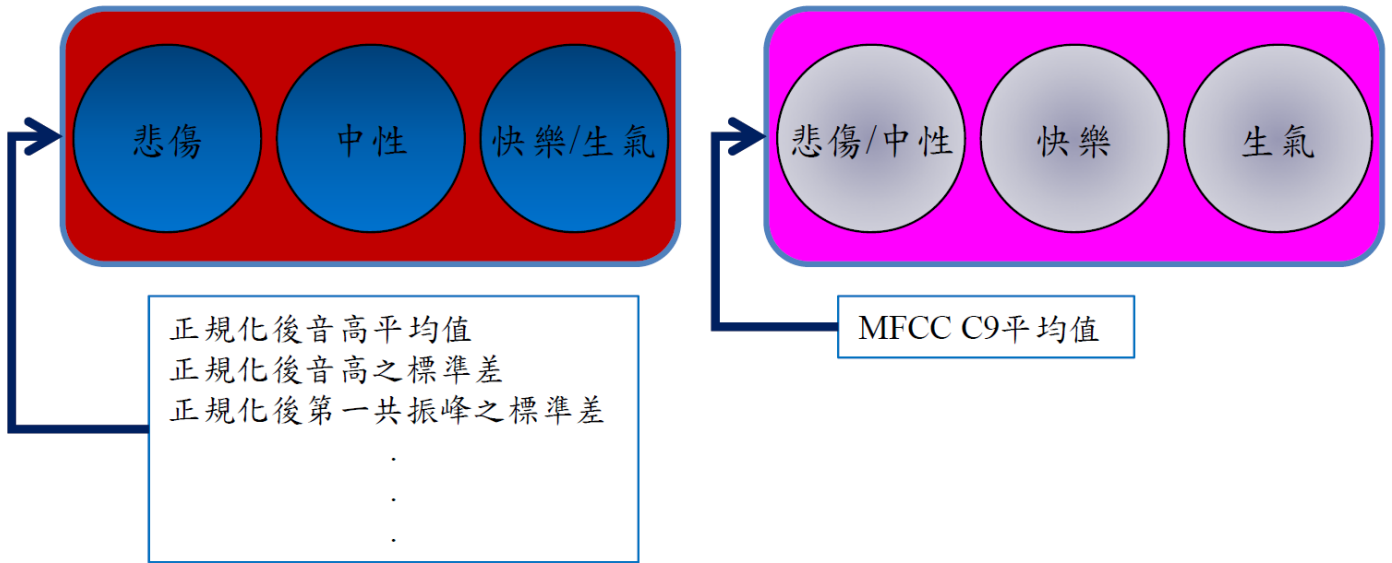 悲傷
中性
快樂/生氣
正規化後音高平均值
正規化後音高之標準差
正規化後第一共振峰之標準差
.
.
.
悲傷/中性
快樂
生氣
MFCC C9平均值